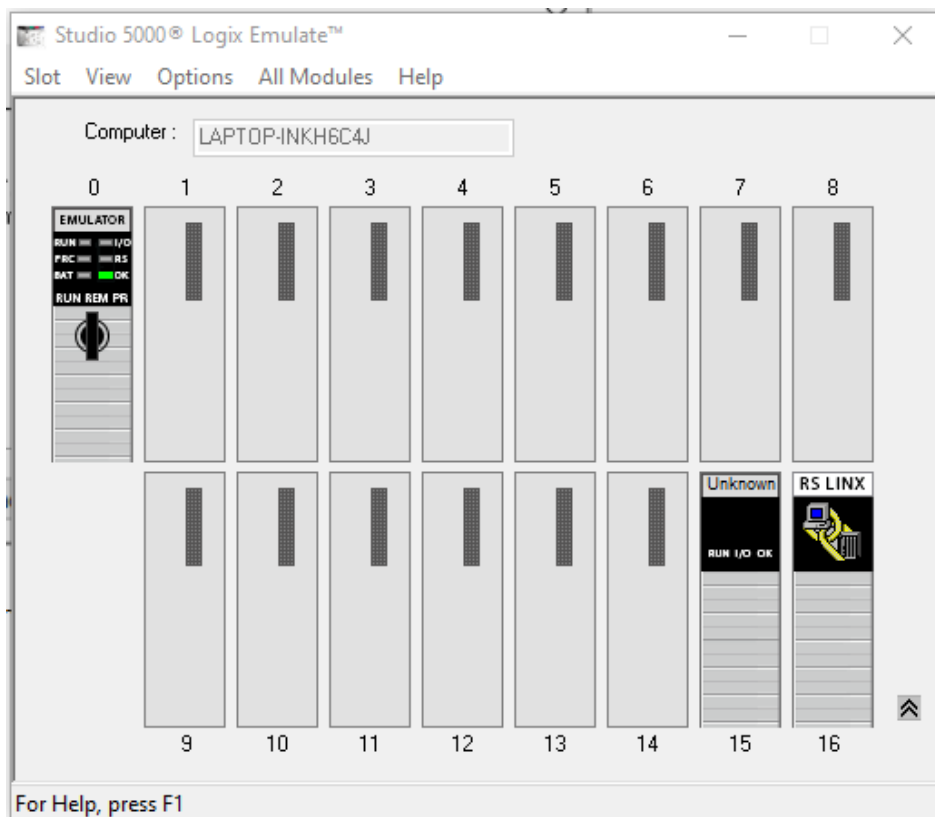 Studio 5000® Logix Emulate™
Slot View Options All Modules Help
Computer : LAPTOP-INKH6C4J
0 1 2 3 4 5 6 7 8
EMULATOR
RUN I/O
FRC RS
BAT OK
RUN REM PR
Unknown RS LINX
RUN I/O OK
9 10 11 12 13 14 15 16
For Help, press F1